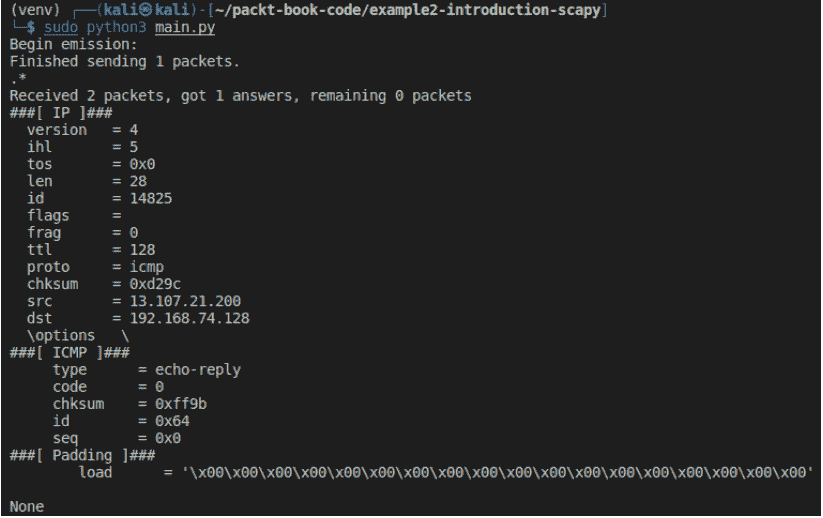 (venv) ┌──(kali㉿kali)-[~/packt-book-code/example2-introduction-scapy]
└─$ sudo python3 main.py
Begin emission:
Finished sending 1 packets.
.*
Received 2 packets, got 1 answers, remaining 0 packets
###[ IP ]###
  version   = 4
  ihl       = 5
  tos       = 0x0
  len       = 28
  id        = 14825
  flags     =
  frag      = 0
  ttl       = 128
  proto     = icmp
  chksum    = 0xd29c
  src       = 13.107.21.200
  dst       = 192.168.74.128
  \options   \
###[ ICMP ]###
     type      = echo-reply
     code      = 0
     chksum    = 0xff9b
     id        = 0x64
     seq       = 0x0
###[ Padding ]###
        load      = '\x00\x00\x00\x00\x00\x00\x00\x00\x00\x00\x00\x00\x00\x00\x00\x00\x00\x00'
None